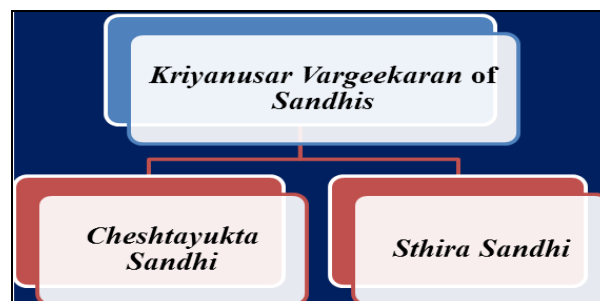 Kriyanusar Vargeekaran of
Sandhis
Cheshtayukta
Sandhi
Sthira Sandhi